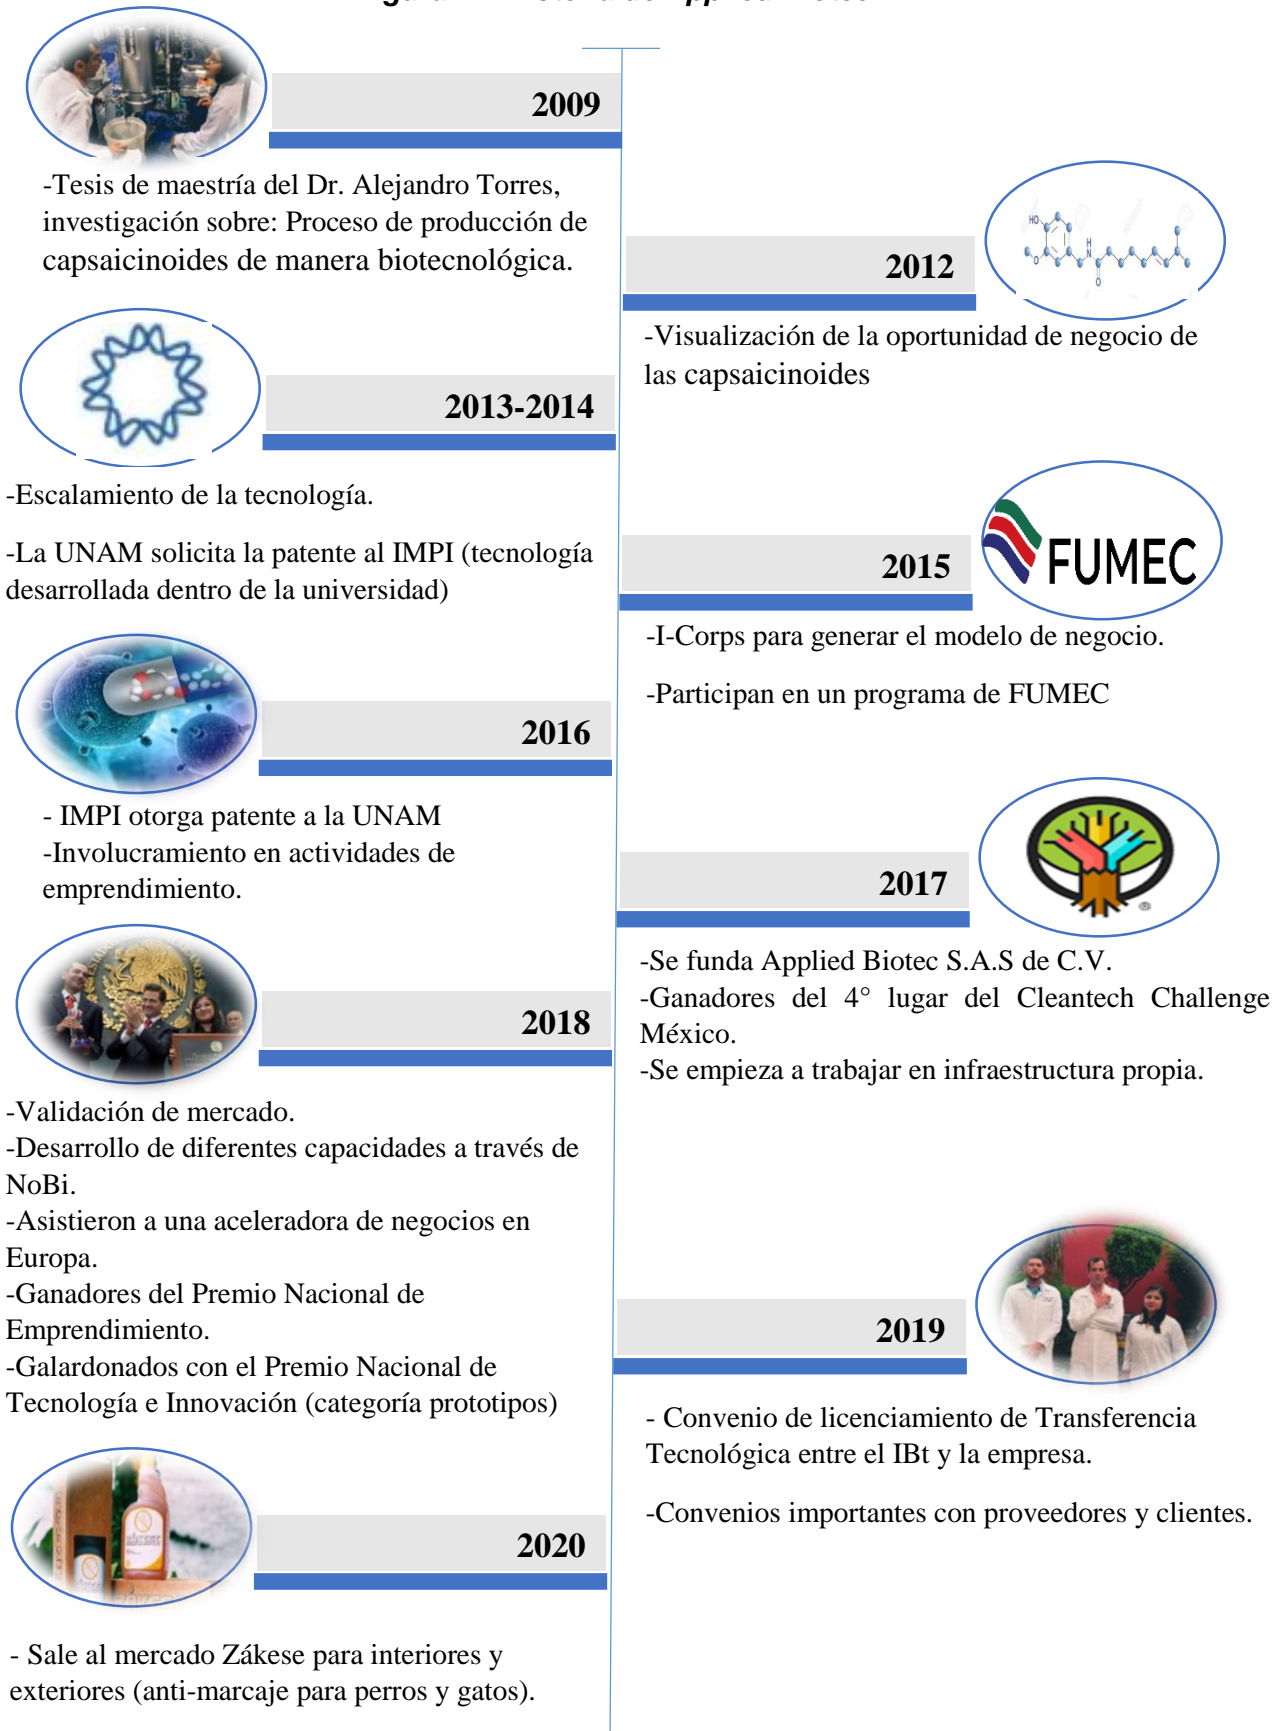 2009
-Tesis de maestría del Dr. Alejandro Torres,
investigación sobre: Proceso de producción de
capsaicinoides de manera biotecnológica.
2012
-Visualización de la oportunidad de negocio de
las capsaicinoides
2013-2014
-Escalamiento de la tecnología.
-La UNAM solicita la patente al IMPI (tecnología
desarrollada dentro de la universidad)
2015
FUMEC
-I-Corps para generar el modelo de negocio.
-Participan en un programa de FUMEC
2016
- IMPI otorga patente a la UNAM
-Involucramiento en actividades de
emprendimiento.
2017
-Se funda Applied Biotec S.A.S de C.V.
-Ganadores del 4° lugar del Cleantech Challenge
México.
-Se empieza a trabajar en infraestructura propia.
2018
-Validación de mercado.
-Desarrollo de diferentes capacidades a través de
NoBi.
-Asistieron a una aceleradora de negocios en
Europa.
-Ganadores del Premio Nacional de
Emprendimiento.
-Galardonados con el Premio Nacional de
Tecnología e Innovación (categoría prototipos)
2019
- Convenio de licenciamiento de Transferencia
Tecnológica entre el IBt y la empresa.
-Convenios importantes con proveedores y clientes.
2020
- Sale al mercado Zákese para interiores y
exteriores (anti-marcaje para perros y gatos).